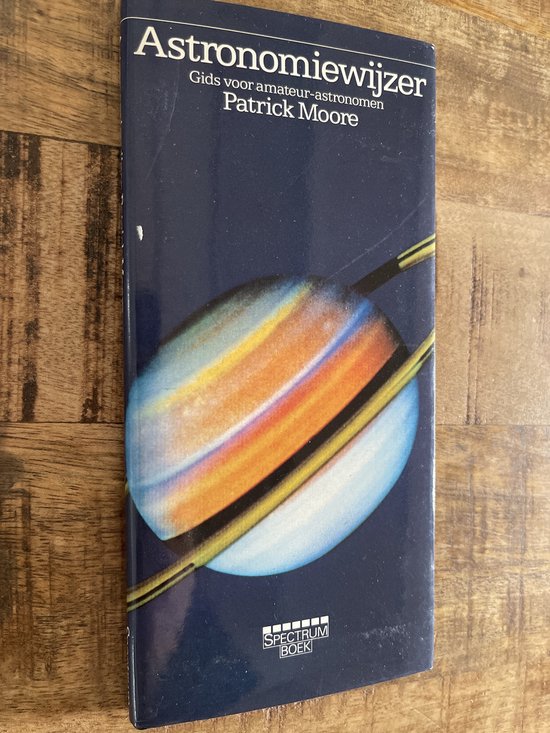 Astronomiewijzer
Gids voor amateur-astronomen
Patrick Moore
SPECTRUM
BOEK